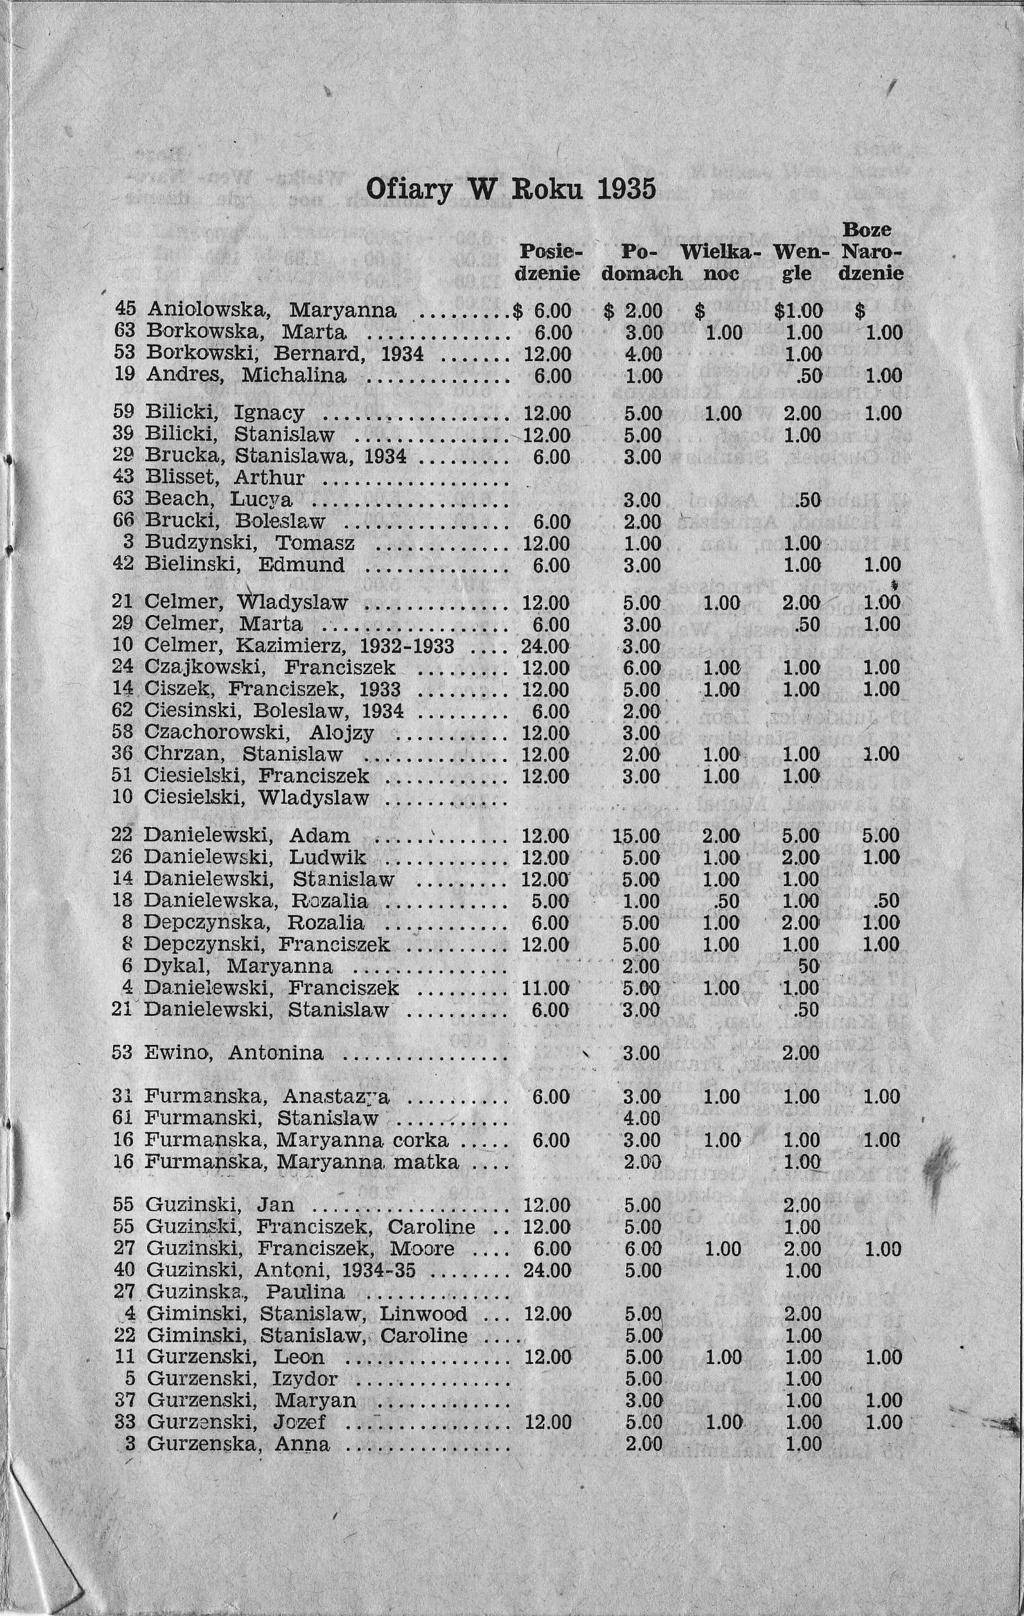 Ofiary W Roku 1935
Boze
Posie- Po- Wielka- Wen- Naro-
dzenie domach noc gle dzenie
45 Aniolowska, Maryanna .........$ 6.00 $ 2.00 $ $1.00 $
63 Borkowska, Marta .............. 6.00 3.00 1.00 1.00 1.00
53 Borkowski, Bernard, 1934 ....... 12.00 4.00 1.00
19 Andres, Michalina .............. 6.00 1.00 .50 1.00
59 Bilicki, Ignacy .................. 12.00 5.00 1.00 2.00 1.00
39 Bilicki, Stanislaw ............... 12.00 5.00 1.00
29 Brucka, Stanislawa, 1934 ......... 6.00 3.00
43 Blisset, Arthur ..................
63 Beach, Lucya ................... 3.00 .50
66 Brucki, Boleslaw ................ 6.00 2.00
3 Budzynski, Tomasz ............. 12.00 1.00 1.00
42 Bielinski, Edmund .............. 6.00 3.00 1.00 1.00
21 Celmer, Wladyslaw .............. 12.00 5.00 1.00 2.00 1.00
29 Celmer, Marta .................. 6.00 3.00 .50 1.00
10 Celmer, Kazimierz, 1932-1933 .... 24.00 3.00
24 Czajkowski, Franciszek ......... 12.00 6.00 1.00 1.00 1.00
14 Ciszek, Franciszek, 1933 ......... 12.00 5.00 1.00 1.00 1.00
62 Ciesinski, Boleslaw, 1934 ......... 6.00 2.00
58 Czachorowski, Alojzy ........... 12.00 3.00
36 Chrzan, Stanislaw .............. 12.00 2.00 1.00 1.00 1.00
51 Ciesielski, Franciszek ............ 12.00 3.00 1.00 1.00
10 Ciesielski, Wladyslaw ............
22 Danielewski, Adam .............. 12.00 15.00 2.00 5.00 5.00
26 Danielewski, Ludwik ............ 12.00 5.00 1.00 2.00 1.00
14 Danielewski, Stanislaw ......... 12.00 5.00 1.00 1.00
18 Danielewska, Rozalia ............ 5.00 1.00 .50 1.00 .50
8 Depczynska, Rozalia ............ 6.00 5.00 1.00 2.00 1.00
8 Depczynski, Franciszek .......... 12.00 5.00 1.00 1.00 1.00
6 Dykal, Maryanna ............... 2.00 50
4 Danielewski, Franciszek ......... 11.00 5.00 1.00 1.00
21 Danielewski, Stanislaw .......... 6.00 3.00 .50
53 Ewino, Antonina ................ 3.00 2.00
31 Furmanska, Anastazya .......... 6.00 3.00 1.00 1.00 1.00
61 Furmanski, Stanislaw ........... 4.00
16 Furmanska, Maryanna corka ..... 6.00 3.00 1.00 1.00 1.00
16 Furmanska, Maryanna matka .... 2.00 1.00
55 Guzinski, Jan ................... 12.00 5.00 2.00
55 Guzinski, Franciszek, Caroline .. 12.00 5.00 1.00
27 Guzinski, Franciszek, Moore .... 6.00 6 00 1.00 2.00 1.00
40 Guzinski, Antoni, 1934-35 ........ 24.00 5.00 1.00
27 Guzinska, Paulina ..............
4 Giminski, Stanislaw, Linwood ... 12.00 5.00 2.00
22 Giminski, Stanislaw, Caroline .... 5.00 1.00
11 Gurzenski, Leon ................ 12.00 5.00 1.00 1.00 1.00
5 Gurzenski, Izydor ............... 5.00 1.00
37 Gurzenski, Maryan ............. 3.00 1.00 1.00
33 Gurzenski, Jozef ................ 12.00 5.00 1.00 1.00 1.00
3 Gurzenska, Anna ................ 2.00 1.00